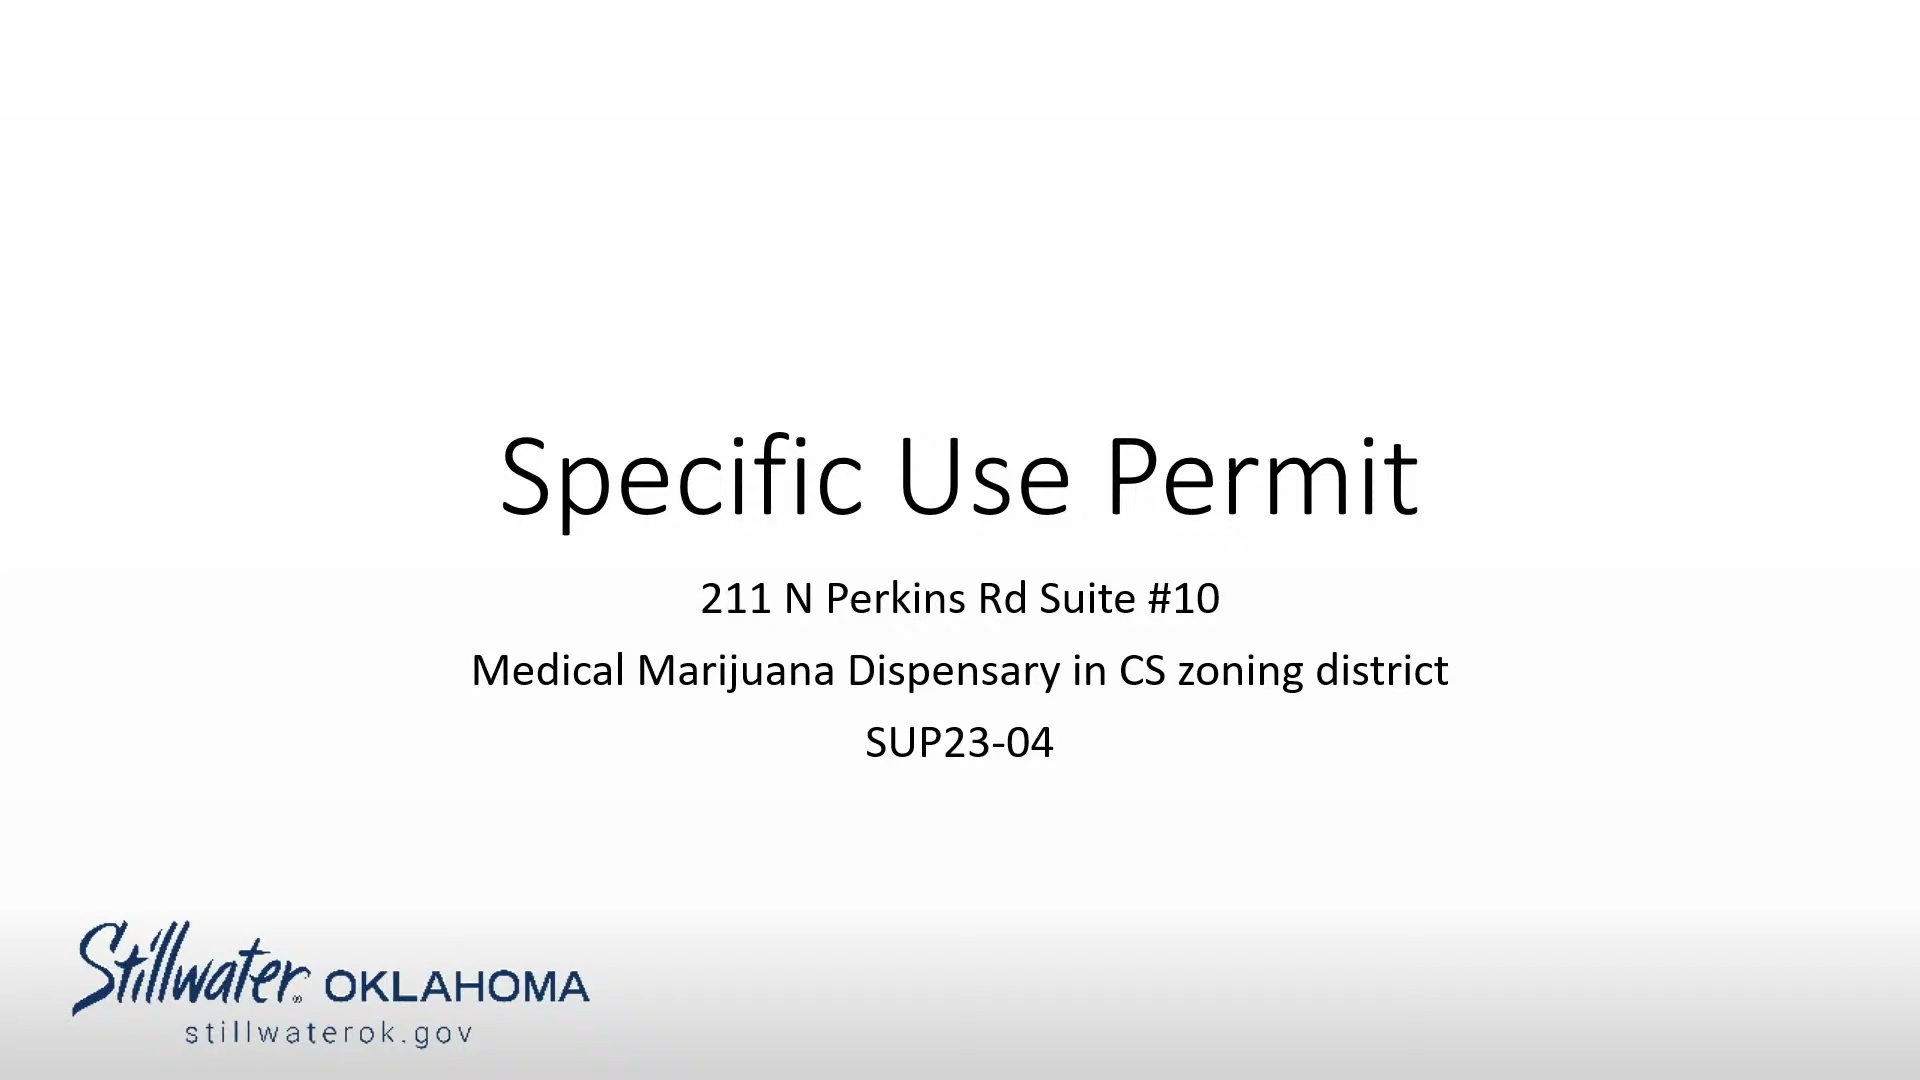 Specific Use Permit
211 N Perkins Rd Suite #10
Medical Marijuana Dispensary in CS zoning district
SUP23-04
Stillwater® OKLAHOMA
stillwaterok.gov